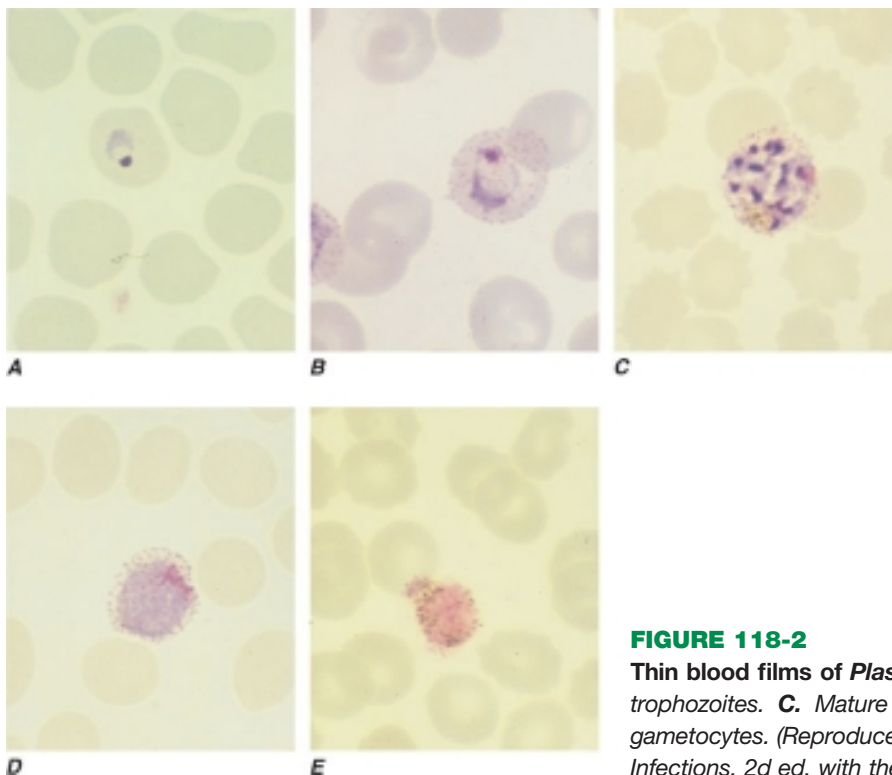 A
B
C
D
E
FIGURE 118-2
Thin blood films of Plas
trophozoites. C. Mature
gametocytes. (Reproduce
Infections, 2d ed, with the